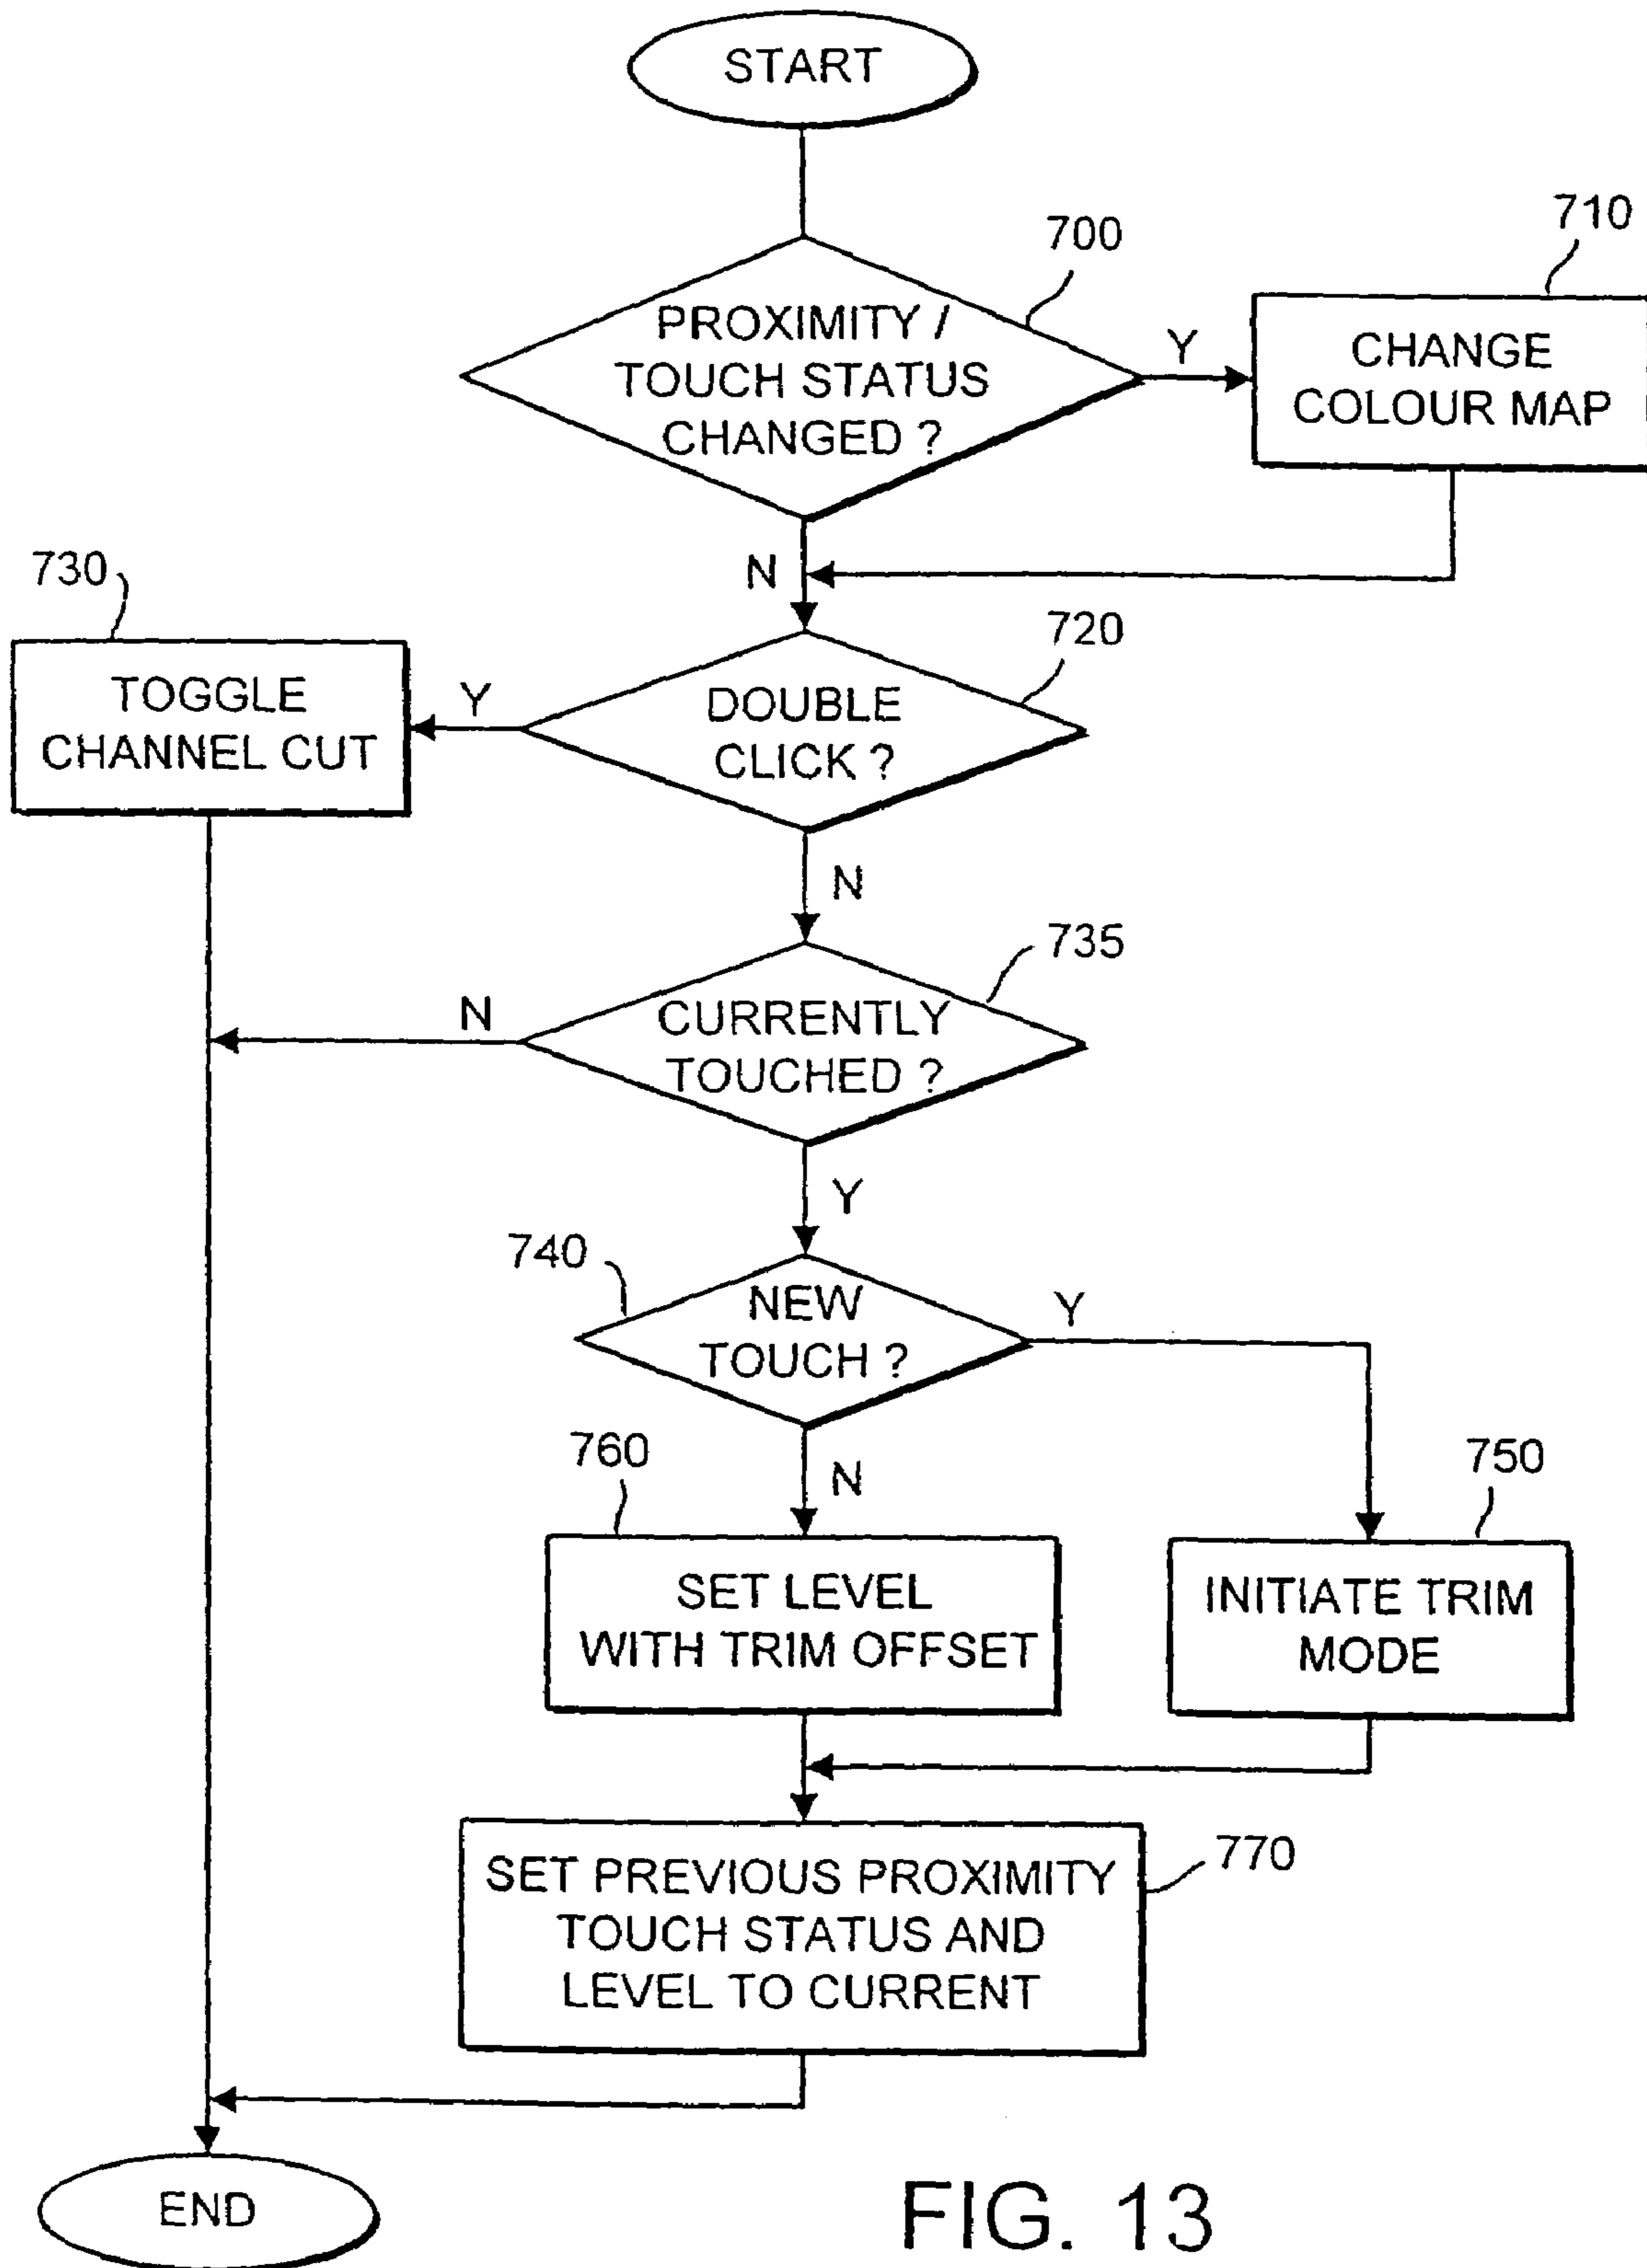 START
700
PROXIMITY /
TOUCH STATUS
CHANGED ?
Y
710
CHANGE
COLOUR MAP
N
730
TOGGLE
CHANNEL CUT
Y
720
DOUBLE
CLICK ?
N
735
CURRENTLY
TOUCHED ?
N
Y
740
NEW
TOUCH ?
Y
N
760
SET LEVEL
WITH TRIM OFFSET
750
INITIATE TRIM
MODE
SET PREVIOUS PROXIMITY
TOUCH STATUS AND
LEVEL TO CURRENT
770
END
FIG. 13